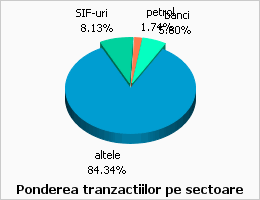 SIF-uri
8.13%
petrol
1.74%
banci
5.80%
altele
84.34%
Ponderea tranzactiilor pe sectoare